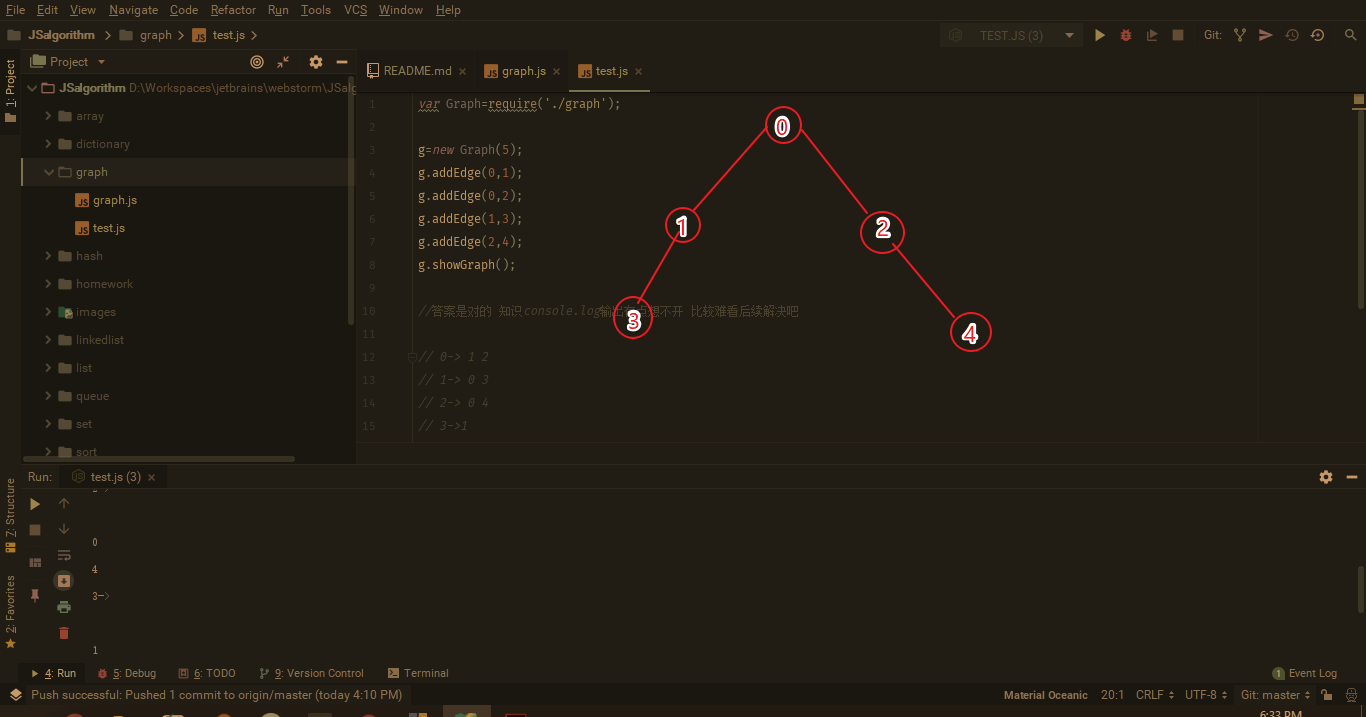 File Edit View Navigate Code Refactor Run Tools VCS Window Help
JSalgorithm graph test.js TEST.JS (3) Git:
1: Project
Project
README.md graph.js test.js
JSalgorithm D:\Workspaces\jetbrains\webstorm\JSalg
array
dictionary
graph
graph.js
test.js
hash
homework
images
linkedlist
list
queue
set
sort
1 var Graph=require('./graph');
2
3 g=new Graph(5);
4 g.addEdge(0,1);
5 g.addEdge(0,2);
6 g.addEdge(1,3);
7 g.addEdge(2,4);
8 g.showGraph();
9
10 //答案是对的 知识console.log输出 想不开 比较难看后续解决吧
11
12 // 0-> 1 2
13 // 1-> 0 3
14 // 2-> 0 4
15 // 3->1
0
1
2
3
4
Run: test.js (3)
0
4
3->
1
7: Structure
2: Favorites
4: Run 5: Debug 6: TODO 9: Version Control Terminal 1 Event Log
Push successful: Pushed 1 commit to origin/master (today 4:10 PM) Material Oceanic 20:1 CRLF UTF-8 Git: master
6:33 PM